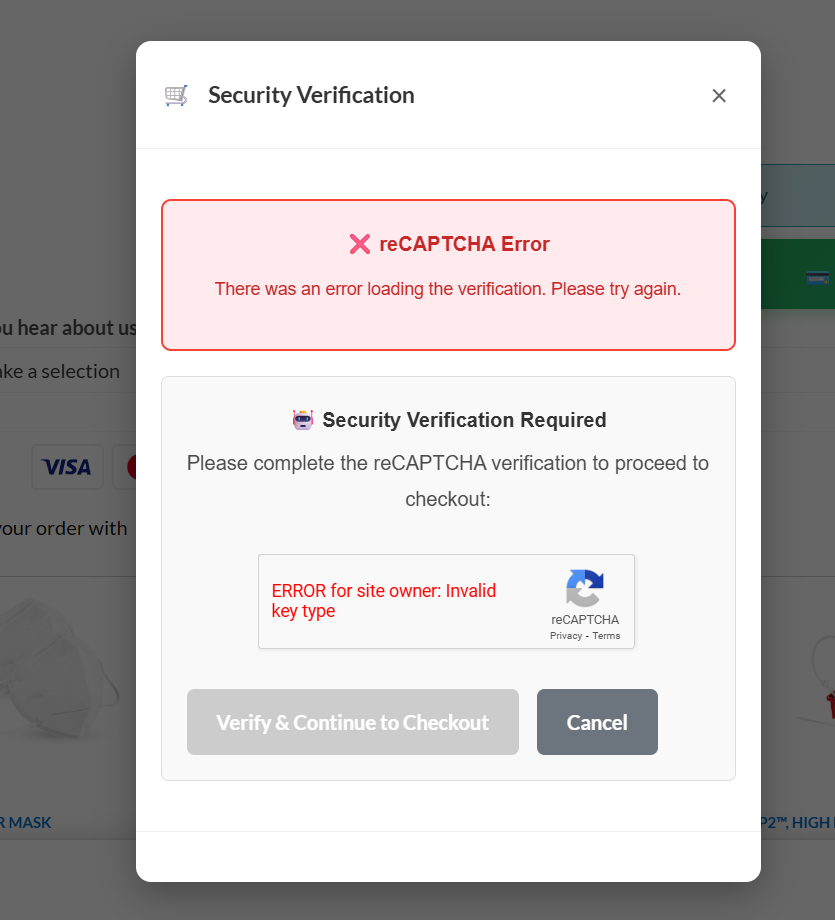 Security Verification
×
y
reCAPTCHA Error
There was an error loading the verification. Please try again.
ou hear about us
ake a selection
Security Verification Required
Please complete the reCAPTCHA verification to proceed to
checkout:
VISA
your order with
ERROR for site owner: Invalid
key type
reCAPTCHA
Privacy - Terms
Verify & Continue to Checkout
Cancel
R MASK
P2™, HIGH